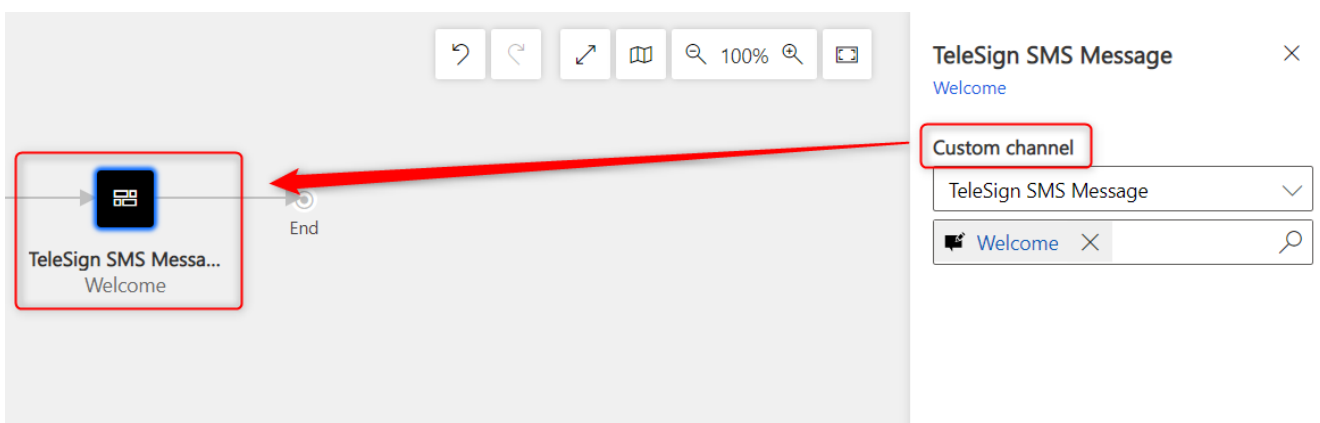 100%
TeleSign SMS Messa...
Welcome
End
TeleSign SMS Message
Welcome
Custom channel
TeleSign SMS Message
Welcome